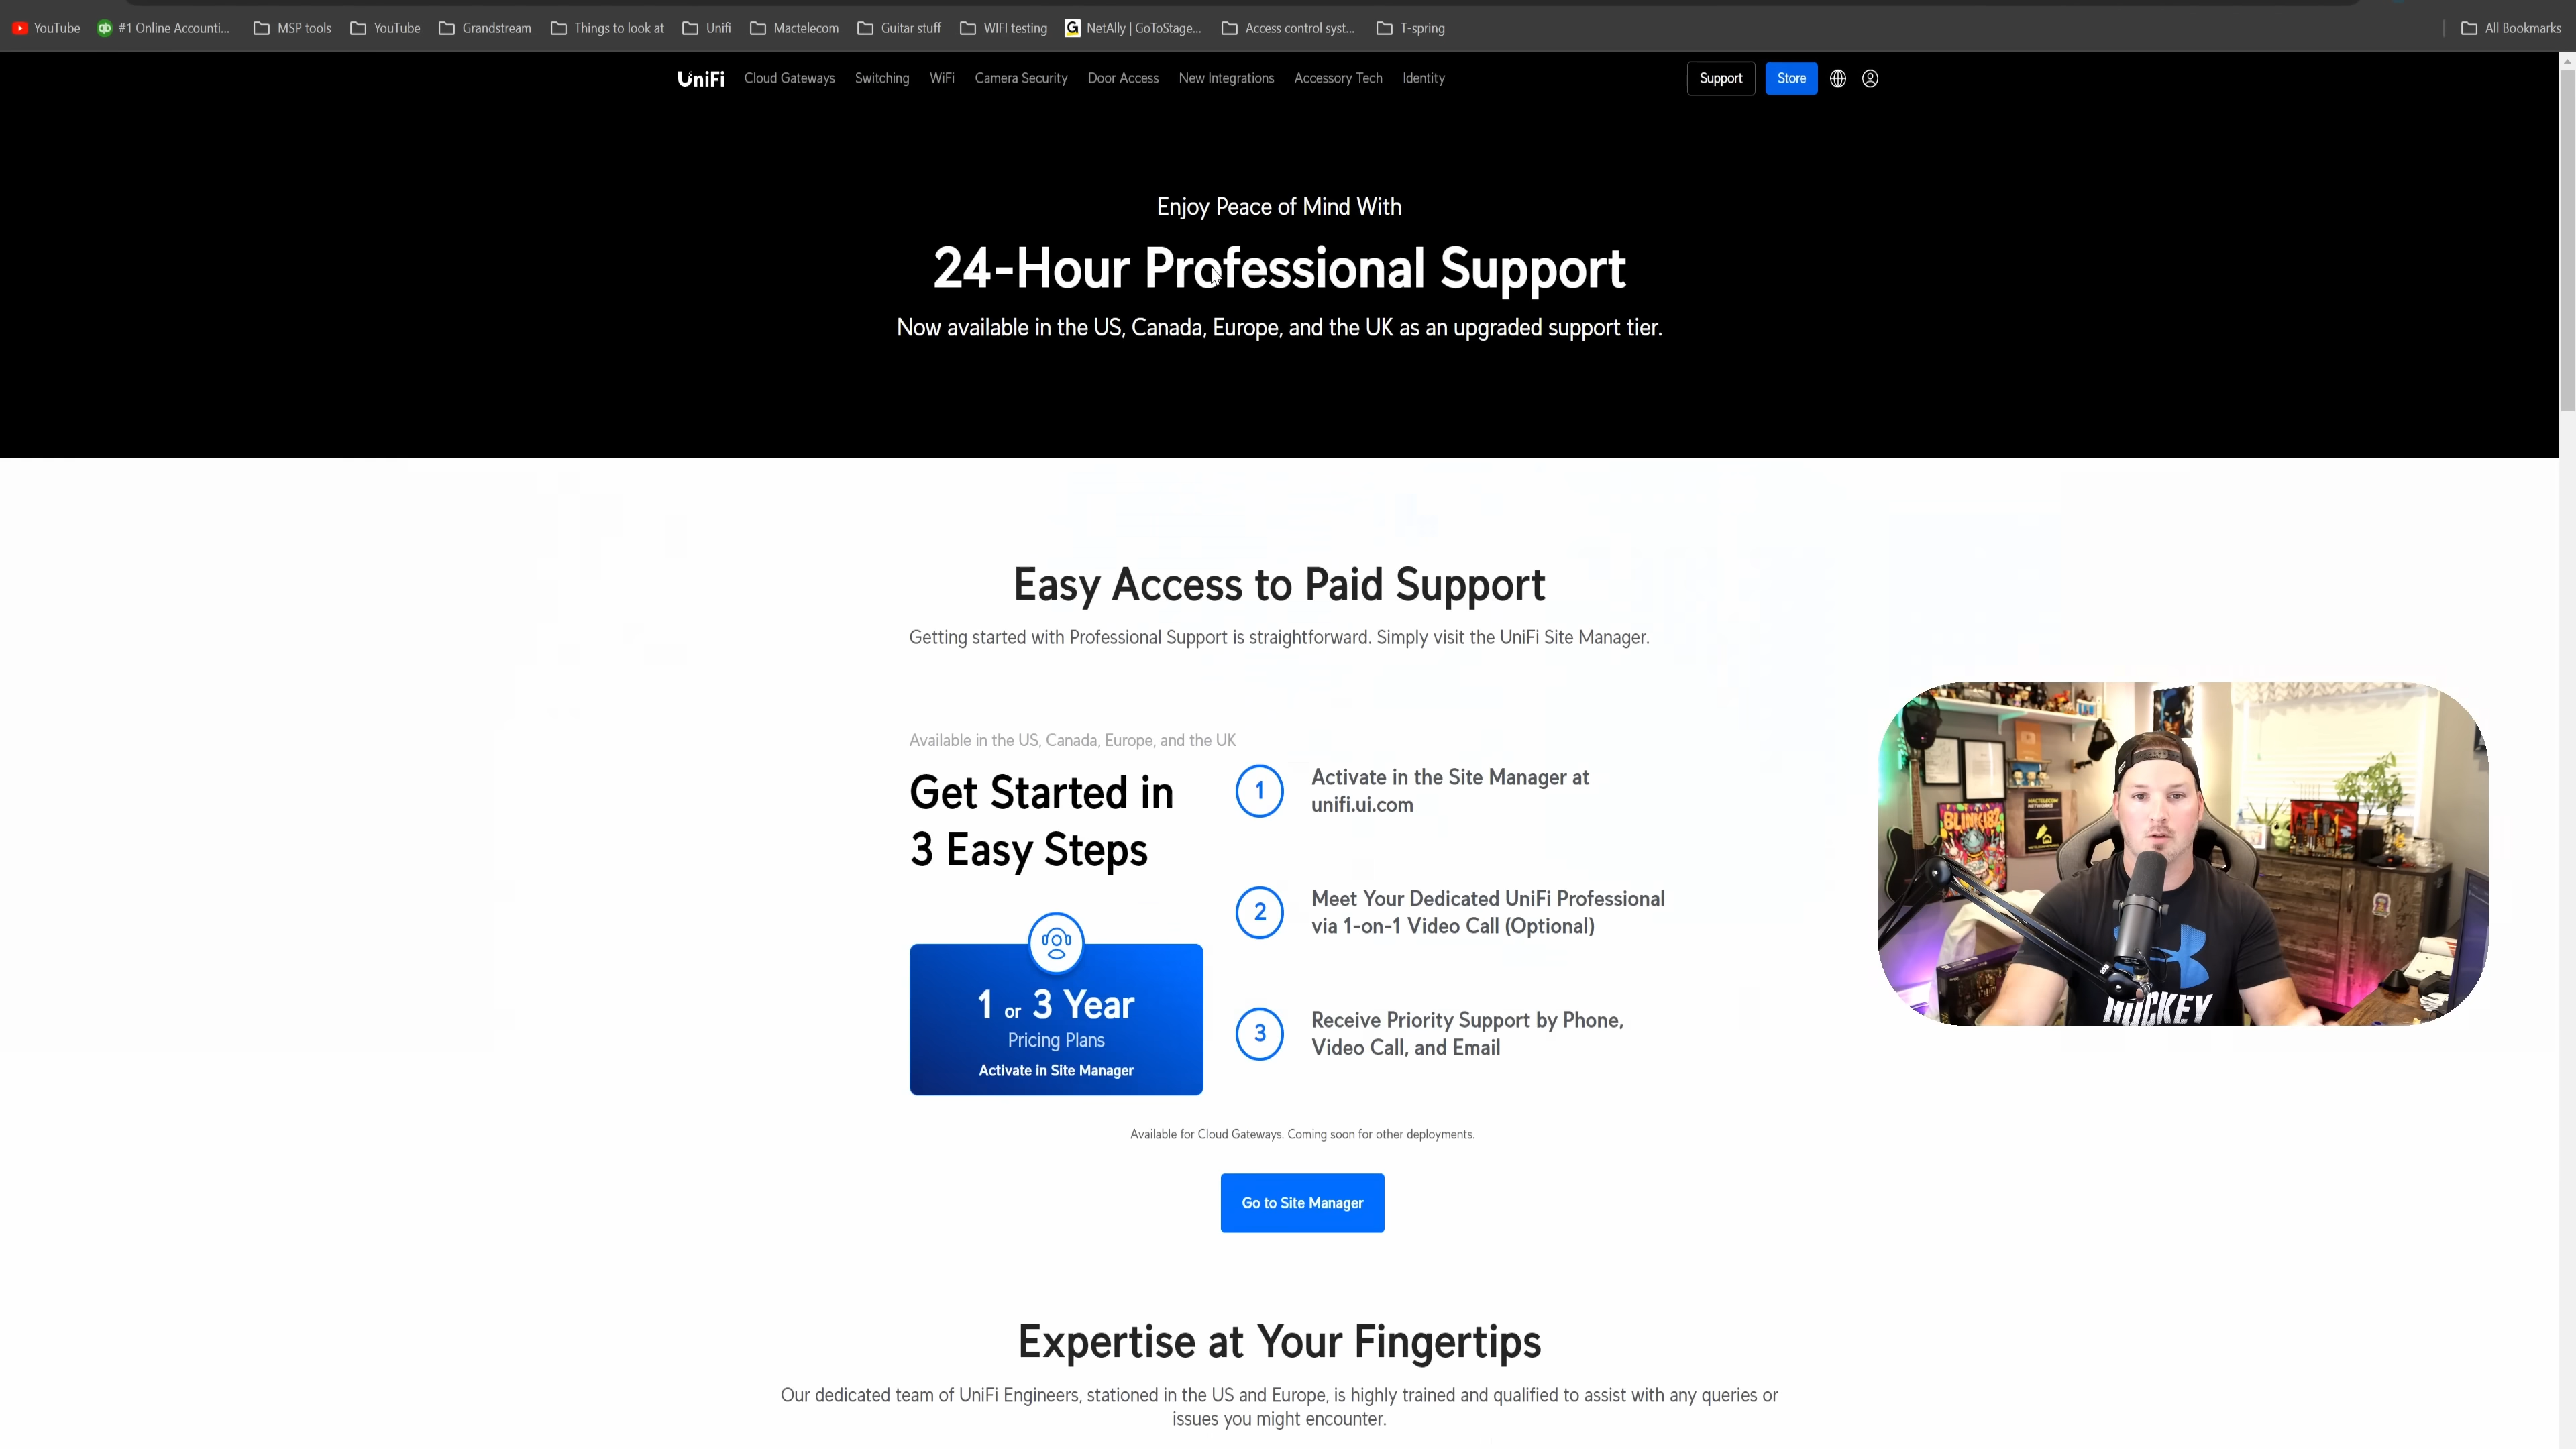 YouTube #1 Online Accounti... MSP tools YouTube Grandstream Things to look at Unifi Mactelecom Guitar stuff WIFI testing NetAlly | GoToStage... Access control syst... T-spring All Bookmarks
UniFi Cloud Gateways Switching WiFi Camera Security Door Access New Integrations Accessory Tech Identity Support Store
Enjoy Peace of Mind With
24-Hour Professional Support
Now available in the US, Canada, Europe, and the UK as an upgraded support tier.
Easy Access to Paid Support
Getting started with Professional Support is straightforward. Simply visit the UniFi Site Manager.
Available in the US, Canada, Europe, and the UK
Get Started in
3 Easy Steps
1 or 3 Year
Pricing Plans
Activate in Site Manager
1
Activate in the Site Manager at
unifi.ui.com
2
Meet Your Dedicated UniFi Professional
via 1-on-1 Video Call (Optional)
3
Receive Priority Support by Phone,
Video Call, and Email
BLINK182
MACTELECOM
NETWORKS
HOCKEY
Available for Cloud Gateways. Coming soon for other deployments.
Go to Site Manager
Expertise at Your Fingertips
Our dedicated team of UniFi Engineers, stationed in the US and Europe, is highly trained and qualified to assist with any queries or
issues you might encounter.